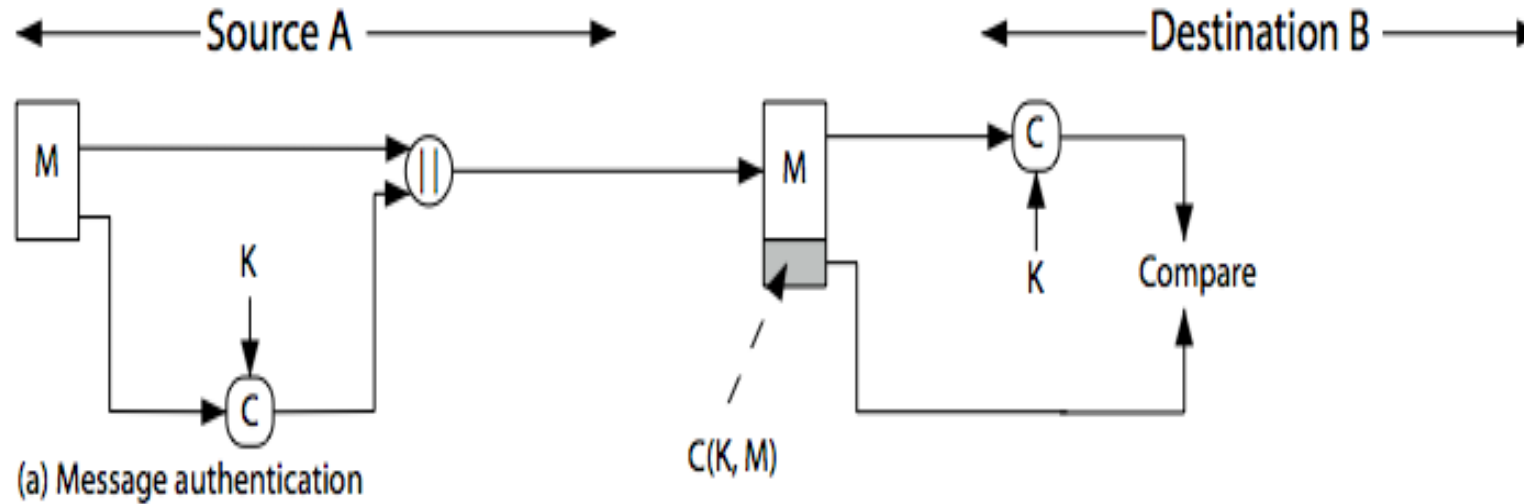 Source A Destination B
M || M C
K K Compare
C C(K, M)
(a) Message authentication